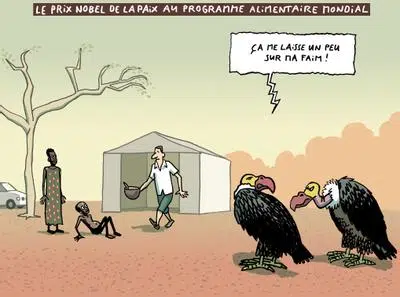 LE PRIX NOBEL DE LA PAIX AU PROGRAMME ALIMENTAIRE MONDIAL
ÇA ME LAISSE UN PEU
SUR MA FAIM !